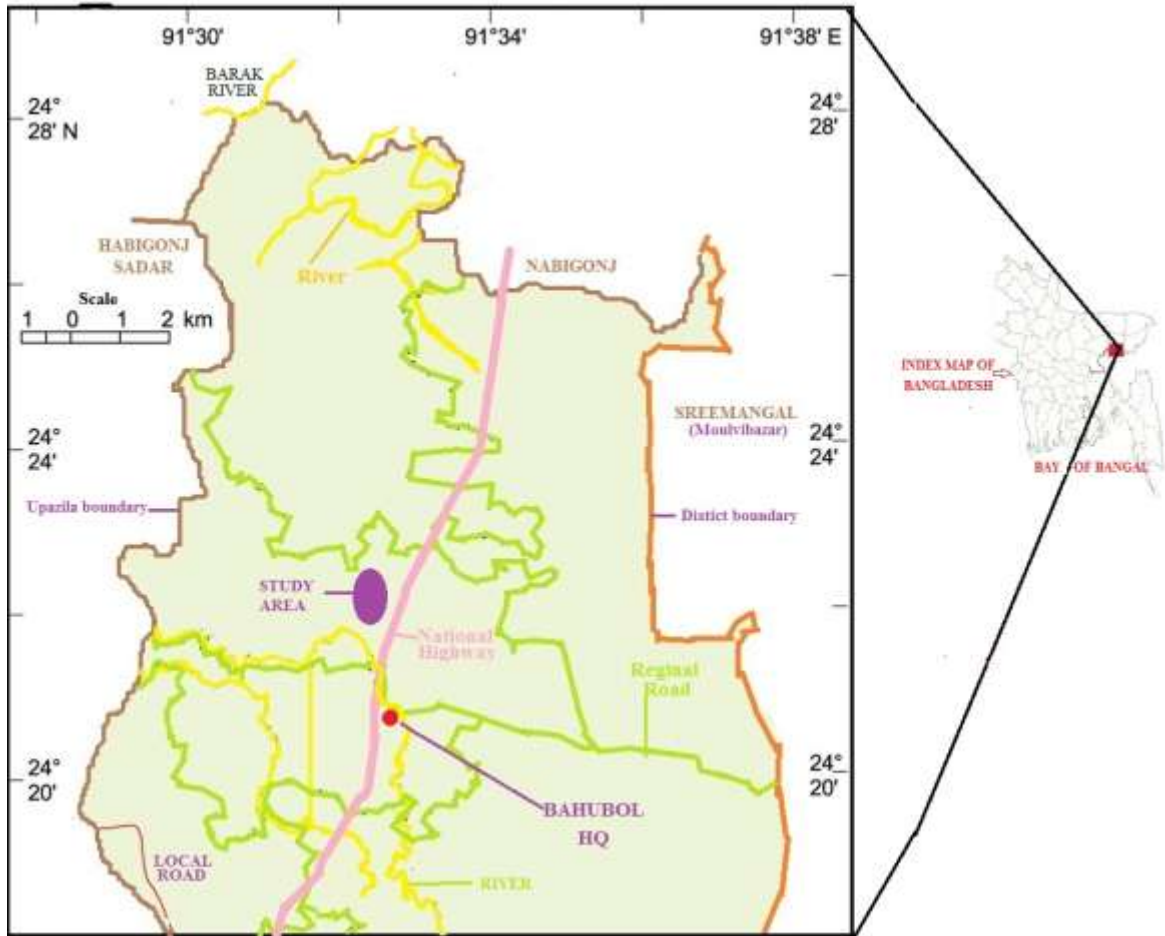 91°30'
91°34'
91°38' E
BARAK
RIVER
24°
28' N
24°
28'
HABIGONJ
SADAR
River
NABIGONJ
Scale
1 0 1 2 km
INDEX MAP OF
BANGLADESH
SREEMANGAL
(Moulvibazar)
24°
24'
24°
24'
BAY OF BANGAL
Upazila boundary
Distict boundary
STUDY
AREA
National
Highway
Reginal
Road
24°
20'
24°
20'
BAHUBOL
HQ
LOCAL
ROAD
RIVER